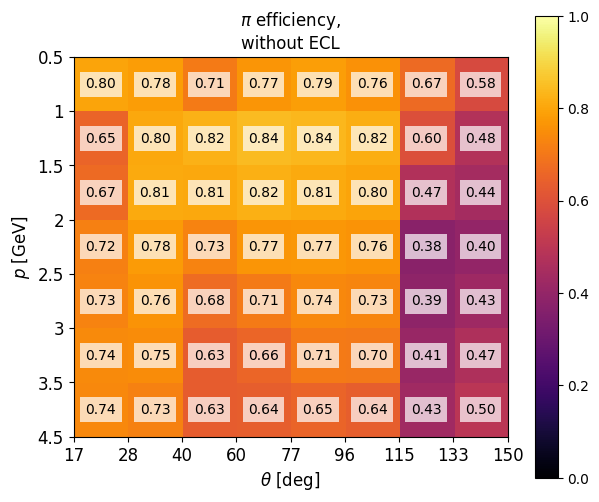 π efficiency,
without ECL
0.5
0.80 0.78 0.71 0.77 0.79 0.76 0.67 0.58
1
0.65 0.80 0.82 0.84 0.84 0.82 0.60 0.48
1.5
0.67 0.81 0.81 0.82 0.81 0.80 0.47 0.44
2
0.72 0.78 0.73 0.77 0.77 0.76 0.38 0.40
2.5
0.73 0.76 0.68 0.71 0.74 0.73 0.39 0.43
3
0.74 0.75 0.63 0.66 0.71 0.70 0.41 0.47
3.5
0.74 0.73 0.63 0.64 0.65 0.64 0.43 0.50
4.5
p [GeV]
17 28 40 60 77 96 115 133 150
θ [deg]
1.0
0.8
0.6
0.4
0.2
0.0